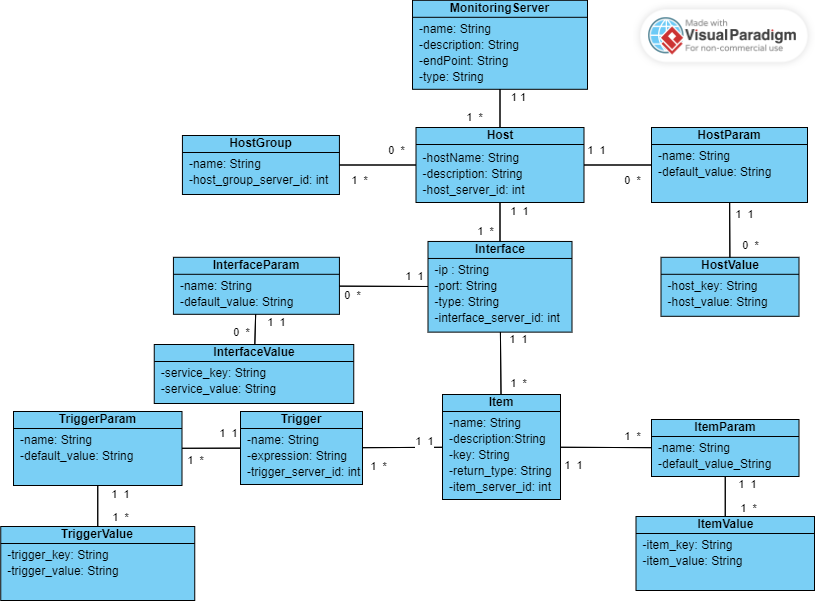 MonitoringServer
-name: String
-description: String
-endPoint: String
-type: String
Made with
VisualParadigm
For non-commercial use
1 1
1 *
HostGroup
-name: String
-host_group_server_id: int
0 *
1 *
Host
-hostName: String
-description: String
-host_server_id: int
1 1
0 *
HostParam
-name: String
-default_value: String
1 1
1 *
1 1
0 *
InterfaceParam
-name: String
-default_value: String
1 1
0 *
Interface
-ip : String
-port: String
-type: String
-interface_server_id: int
HostValue
-host_key: String
-host_value: String
1 1
0 *
InterfaceValue
-service_key: String
-service_value: String
1 1
1 *
TriggerParam
-name: String
-default_value: String
1 1
1 *
Trigger
-name: String
-expression: String
-trigger_server_id: int
1 1
1 *
Item
-name: String
-description:String
-key: String
-return_type: String
-item_server_id: int
1 *
1 1
ItemParam
-name: String
-default_value_String
1 1
1 *
1 1
1 *
TriggerValue
-trigger_key: String
-trigger_value: String
ItemValue
-item_key: String
-item_value: String